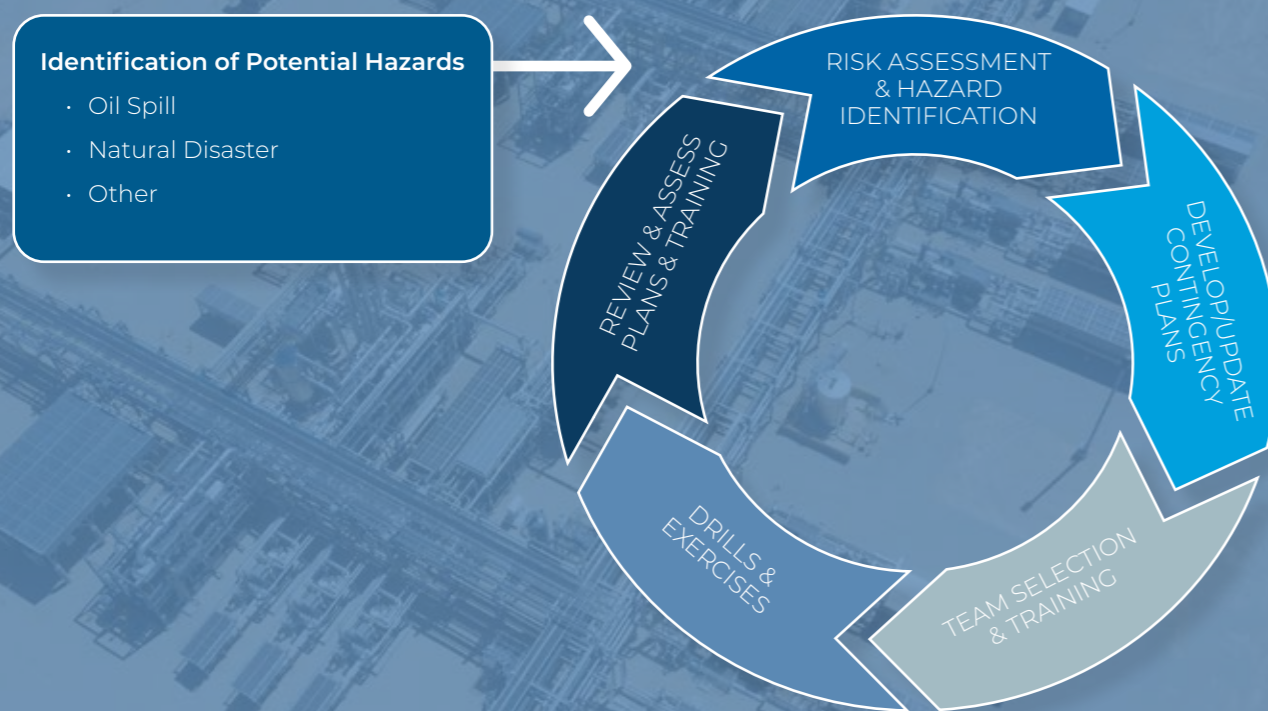 Identification of Potential Hazards
· Oil Spill
· Natural Disaster
· Other
RISK ASSESSMENT
& HAZARD
IDENTIFICATION
DEVELOP/UPDATE
CONTINGENCY
PLANS
TEAM SELECTION
& TRAINING
DRILLS &
EXERCISES
REVIEW & ASSESS
PLANS & TRAINING